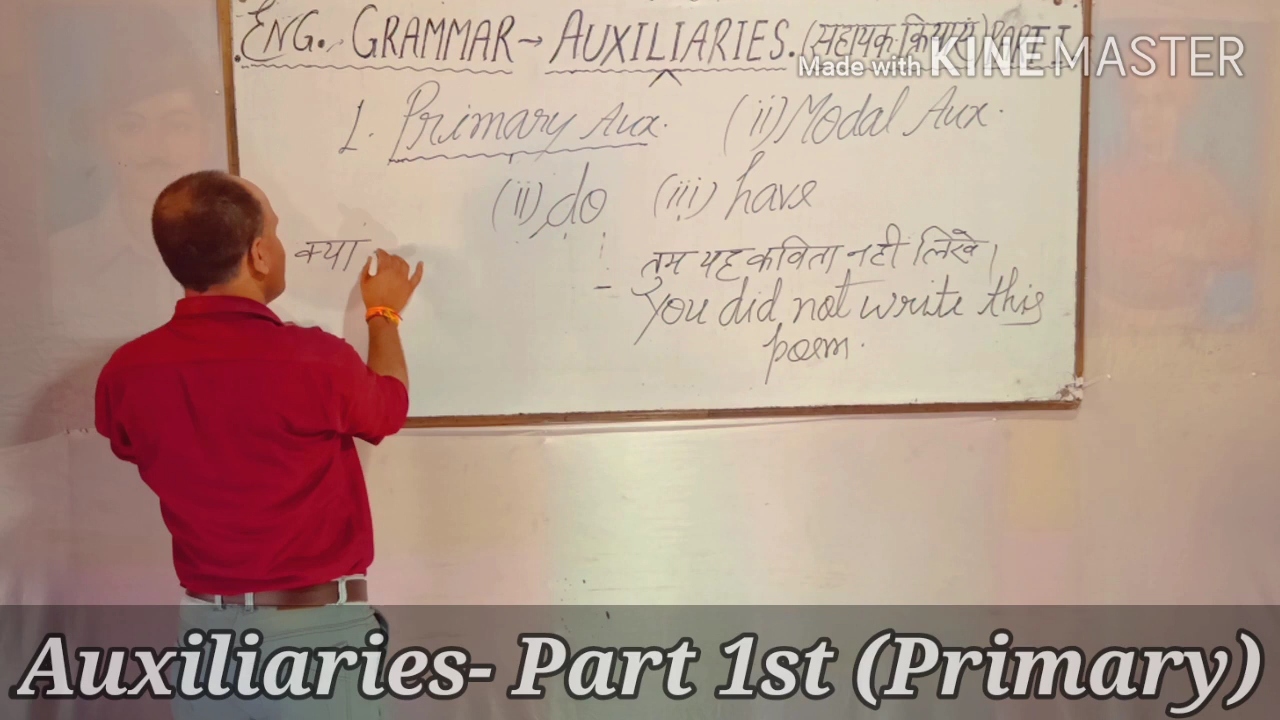 ENG. GRAMMAR → AUXILIARIES. (सहायक क्रियाएं) PART I
Made with KINEMASTER
1. Primary Aux. (ii) Modal Aux.
(ii) do (iii) have
क्या
तुम यह कविता नही लिखे।
You did not write this
poem.
Auxiliaries- Part 1st (Primary)